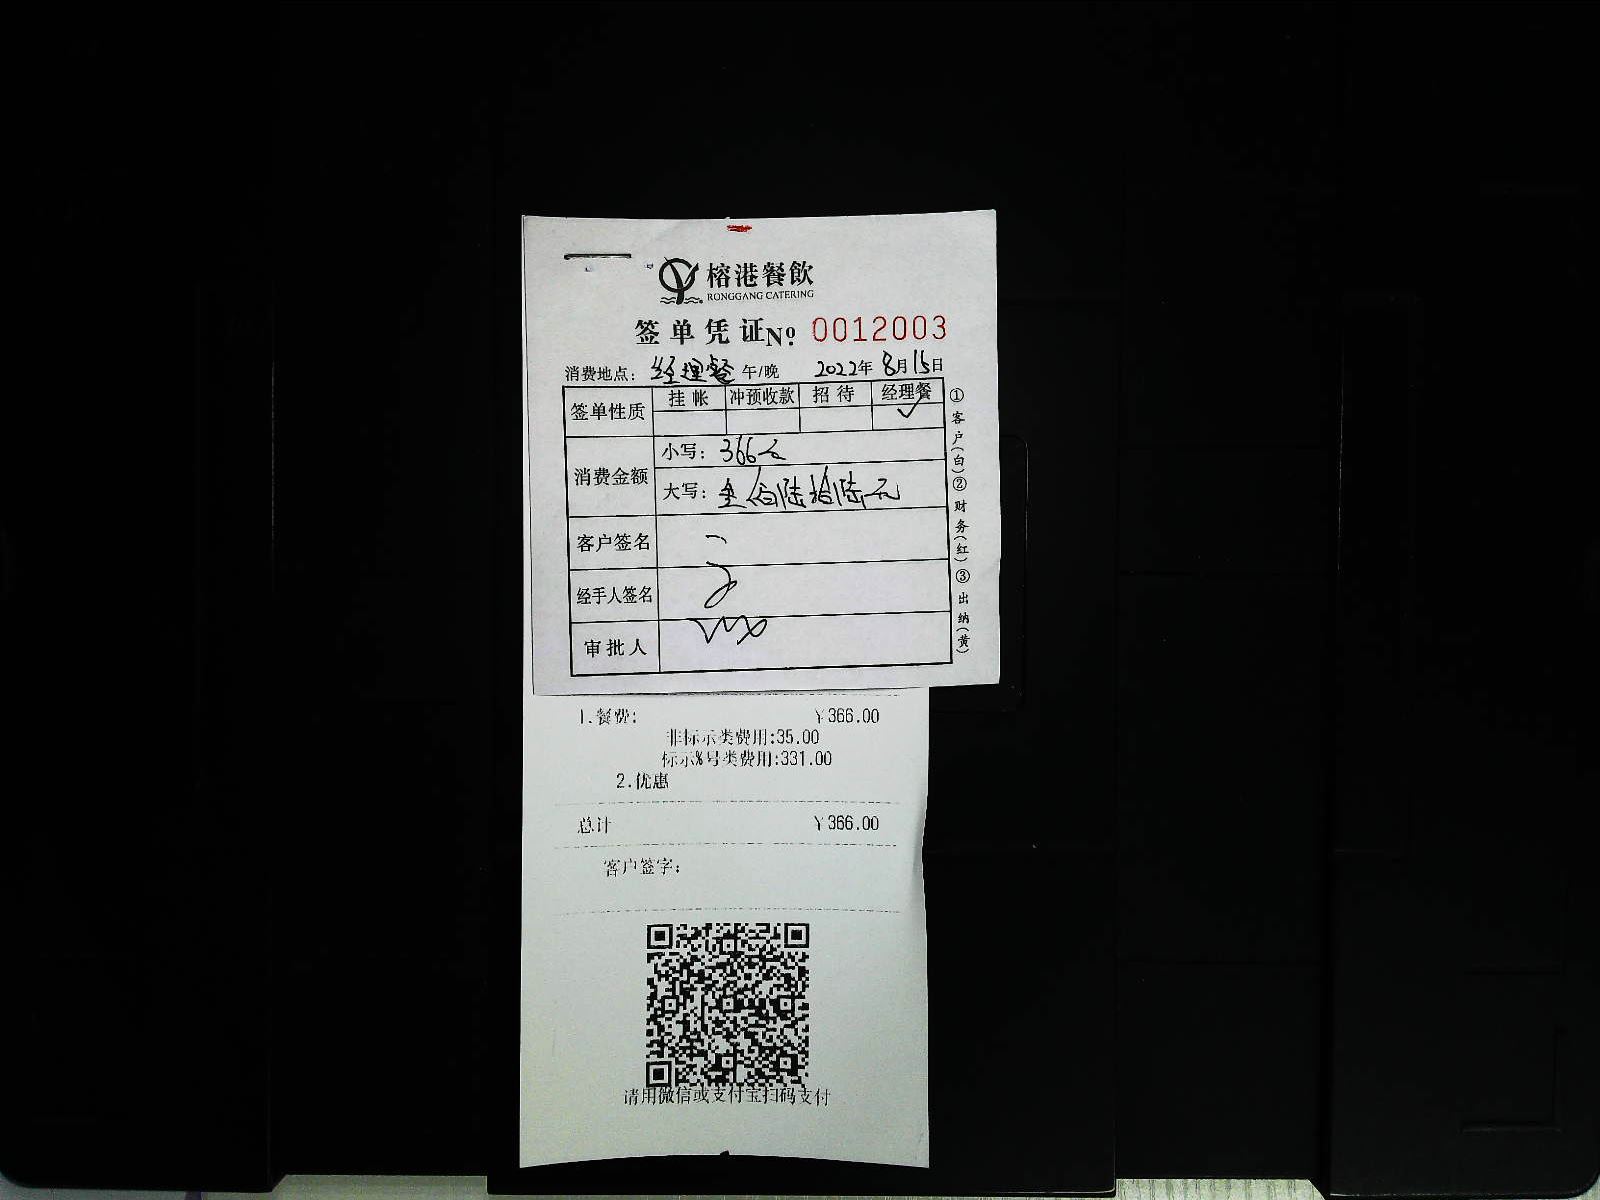 榕港餐飲
RONGGANG CATERING
签单凭证№ 0012003
消费地点：经理餐 午/晚 2022年8月15日
签单性质 挂帐 冲预收款 招待 经理餐
✓
消费金额 小写：366元
大写：叁佰陆拾陆元
客户签名
经手人签名
审批人
①客户(白)②财务(红)③出纳(黄)
1.餐费: ￥366.00
非标示类费用:35.00
标示%号类费用:331.00
2.优惠
总计 ￥366.00
客户签字：
请用微信或支付宝扫码支付